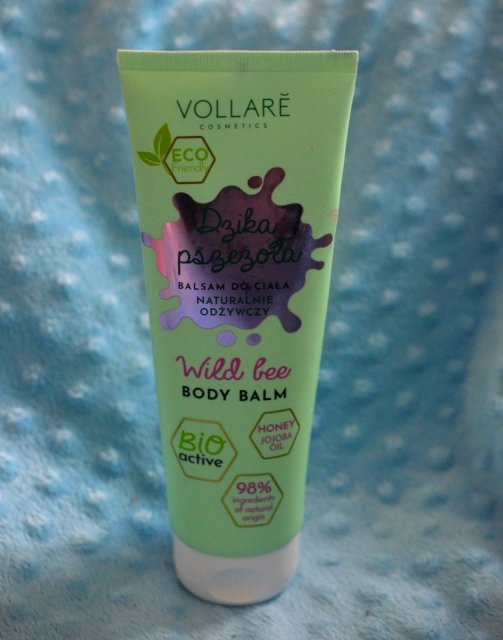 VOLLARĔ
COSMETICS
ECO
friendly
Dzika
pszczoła
BALSAM DO CIAŁA
NATURALNIE
ODŻYWCZY
Wild bee
BODY BALM
BiO
active
HONEY
JOJOBA
OIL
98%
ingredients
of natural
origin